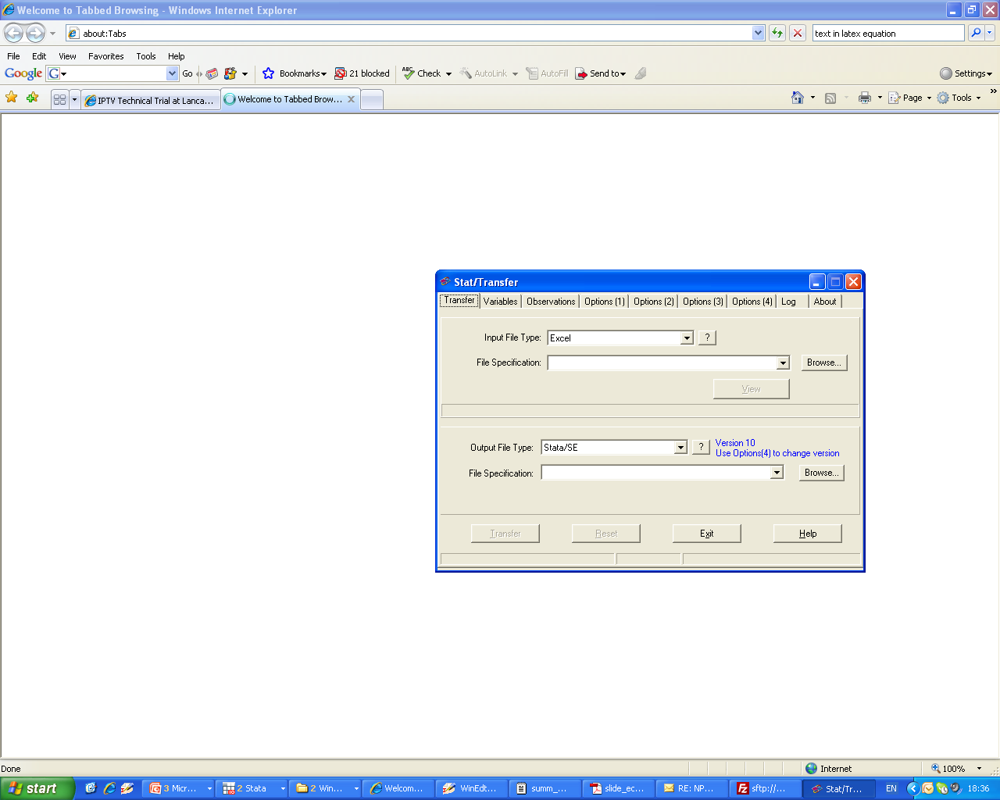 Welcome to Tabbed Browsing - Windows Internet Explorer
about:Tabs
text in latex equation
File Edit View Favorites Tools Help
Google G Go Bookmarks 21 blocked ABC Check AutoLink AutoFill Send to Settings
IPTV Technical Trial at Lanca... Welcome to Tabbed Brow... Page Tools
Stat/Transfer
Transfer Variables Observations Options (1) Options (2) Options (3) Options (4) Log About
Input File Type: Excel ?
File Specification: Browse...
View
Output File Type: Stata/SE ? Version 10
Use Options(4) to change version
File Specification: Browse...
Transfer Reset Exit Help
Done Internet 100%
start 3 Micr... 2 Stata 2 Win... Welcom... WinEdt... summ_... slide_ec... RE: NP... sftp://... Stat/Tr... EN 18:36